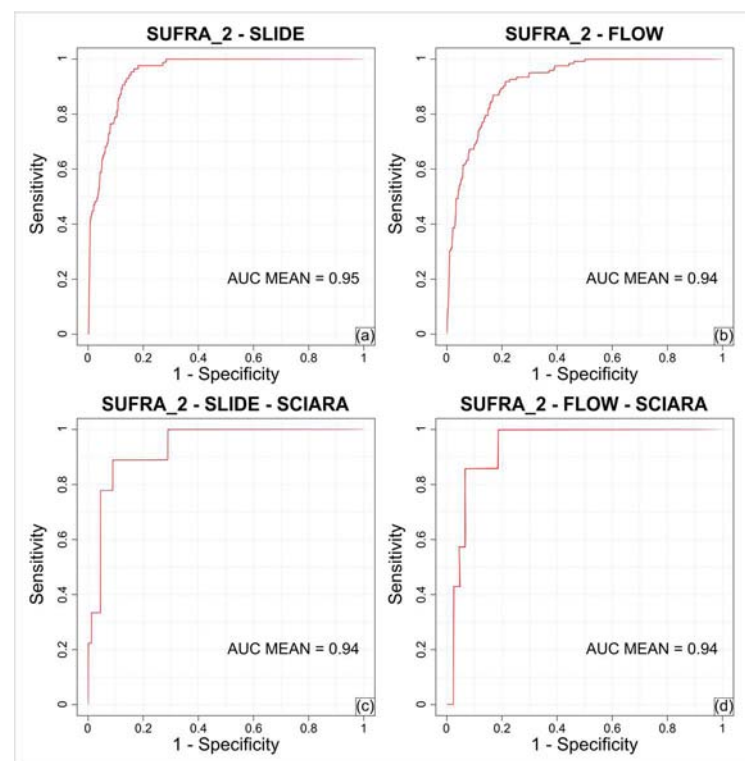 SUFRA_2 - SLIDE
1
0.8
0.6
0.4
0.2
0
Sensitivity
AUC MEAN = 0.95
(a)
0 0.2 0.4 0.6 0.8 1
1 - Specificity
SUFRA_2 - FLOW
1
0.8
0.6
0.4
0.2
0
Sensitivity
AUC MEAN = 0.94
(b)
0 0.2 0.4 0.6 0.8 1
1 - Specificity
SUFRA_2 - SLIDE - SCIARA
1
0.8
0.6
0.4
0.2
0
Sensitivity
AUC MEAN = 0.94
(c)
0 0.2 0.4 0.6 0.8 1
1 - Specificity
SUFRA_2 - FLOW - SCIARA
1
0.8
0.6
0.4
0.2
0
Sensitivity
AUC MEAN = 0.94
(d)
0 0.2 0.4 0.6 0.8 1
1 - Specificity